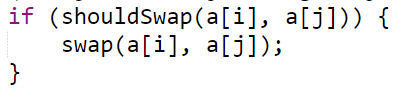 if (shouldSwap(a[i], a[j])) {
    swap(a[i], a[j]);
}